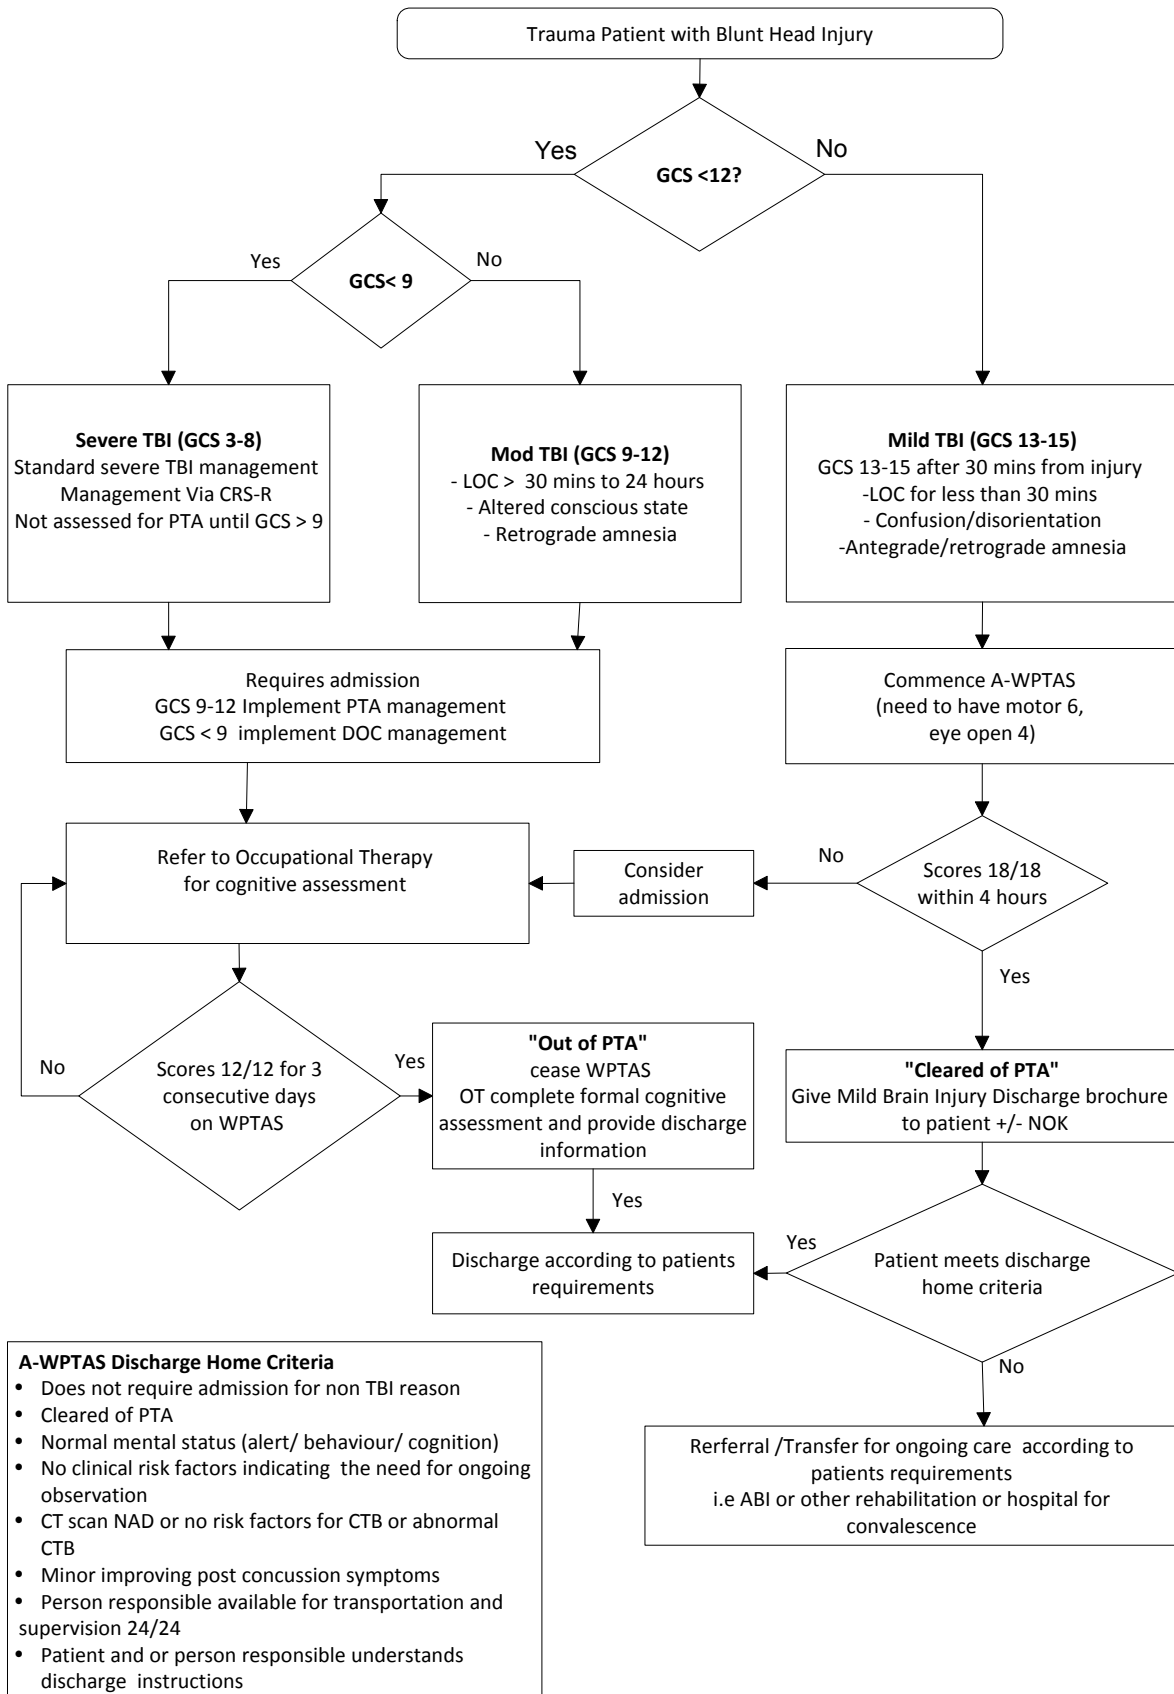 Trauma Patient with Blunt Head Injury
Yes
No
GCS <12?
Yes
No
GCS< 9
Severe TBI (GCS 3-8)
Standard severe TBI management
Management Via CRS-R
Not assessed for PTA until GCS > 9
Mod TBI (GCS 9-12)
- LOC > 30 mins to 24 hours
- Altered conscious state
- Retrograde amnesia
Mild TBI (GCS 13-15)
GCS 13-15 after 30 mins from injury
-LOC for less than 30 mins
- Confusion/disorientation
-Antegrade/retrograde amnesia
Requires admission
GCS 9-12 Implement PTA management
GCS < 9 implement DOC management
Commence A-WPTAS
(need to have motor 6,
eye open 4)
Refer to Occupational Therapy
for cognitive assessment
Consider
admission
No
Scores 18/18
within 4 hours
Yes
No
Scores 12/12 for 3
consecutive days
on WPTAS
Yes
"Out of PTA"
cease WPTAS
OT complete formal cognitive
assessment and provide discharge
information
"Cleared of PTA"
Give Mild Brain Injury Discharge brochure
to patient +/- NOK
Yes
Discharge according to patients
requirements
Yes
Patient meets discharge
home criteria
No
Rerferral /Transfer for ongoing care according to
patients requirements
i.e ABI or other rehabilitation or hospital for
convalescence
A-WPTAS Discharge Home Criteria
• Does not require admission for non TBI reason
• Cleared of PTA
• Normal mental status (alert/ behaviour/ cognition)
• No clinical risk factors indicating the need for ongoing
observation
• CT scan NAD or no risk factors for CTB or abnormal
CTB
• Minor improving post concussion symptoms
• Person responsible available for transportation and
supervision 24/24
• Patient and or person responsible understands
discharge instructions